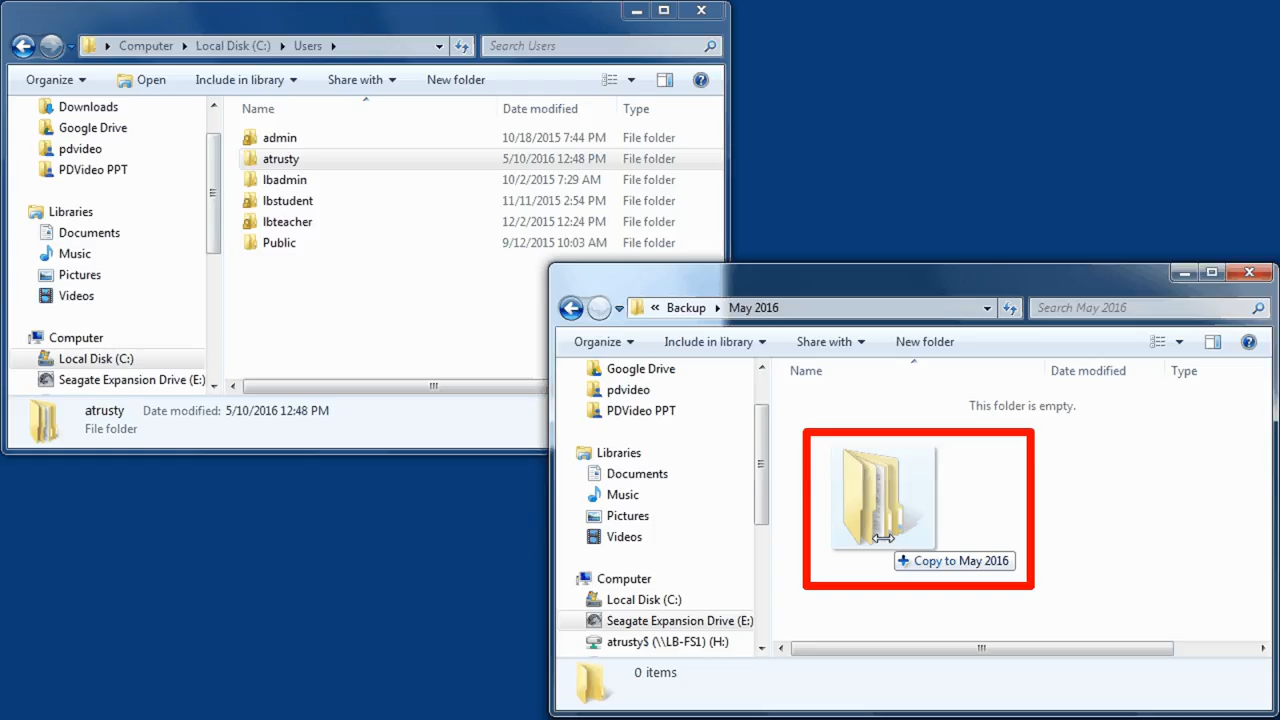 Computer Local Disk (C:) Users
Search Users
Organize Open Include in library Share with New folder
Name Date modified Type
Downloads
Google Drive
pdvideo
PDVideo PPT
Libraries
Documents
Music
Pictures
Videos
Computer
Local Disk (C:)
Seagate Expansion Drive (E:)
admin 10/18/2015 7:44 PM File folder
atrusty 5/10/2016 12:48 PM File folder
lbadmin 10/2/2015 7:29 AM File folder
lbstudent 11/11/2015 2:54 PM File folder
lbteacher 12/2/2015 12:24 PM File folder
Public 9/12/2015 10:03 AM File folder
atrusty Date modified: 5/10/2016 12:48 PM
File folder
« Backup May 2016
Search May 2016
Organize Include in library Share with New folder
Name Date modified Type
This folder is empty.
Google Drive
pdvideo
PDVideo PPT
Libraries
Documents
Music
Pictures
Videos
Computer
Local Disk (C:)
Seagate Expansion Drive (E:)
atrusty$ (\\LB-FS1) (H:)
Copy to May 2016
0 items